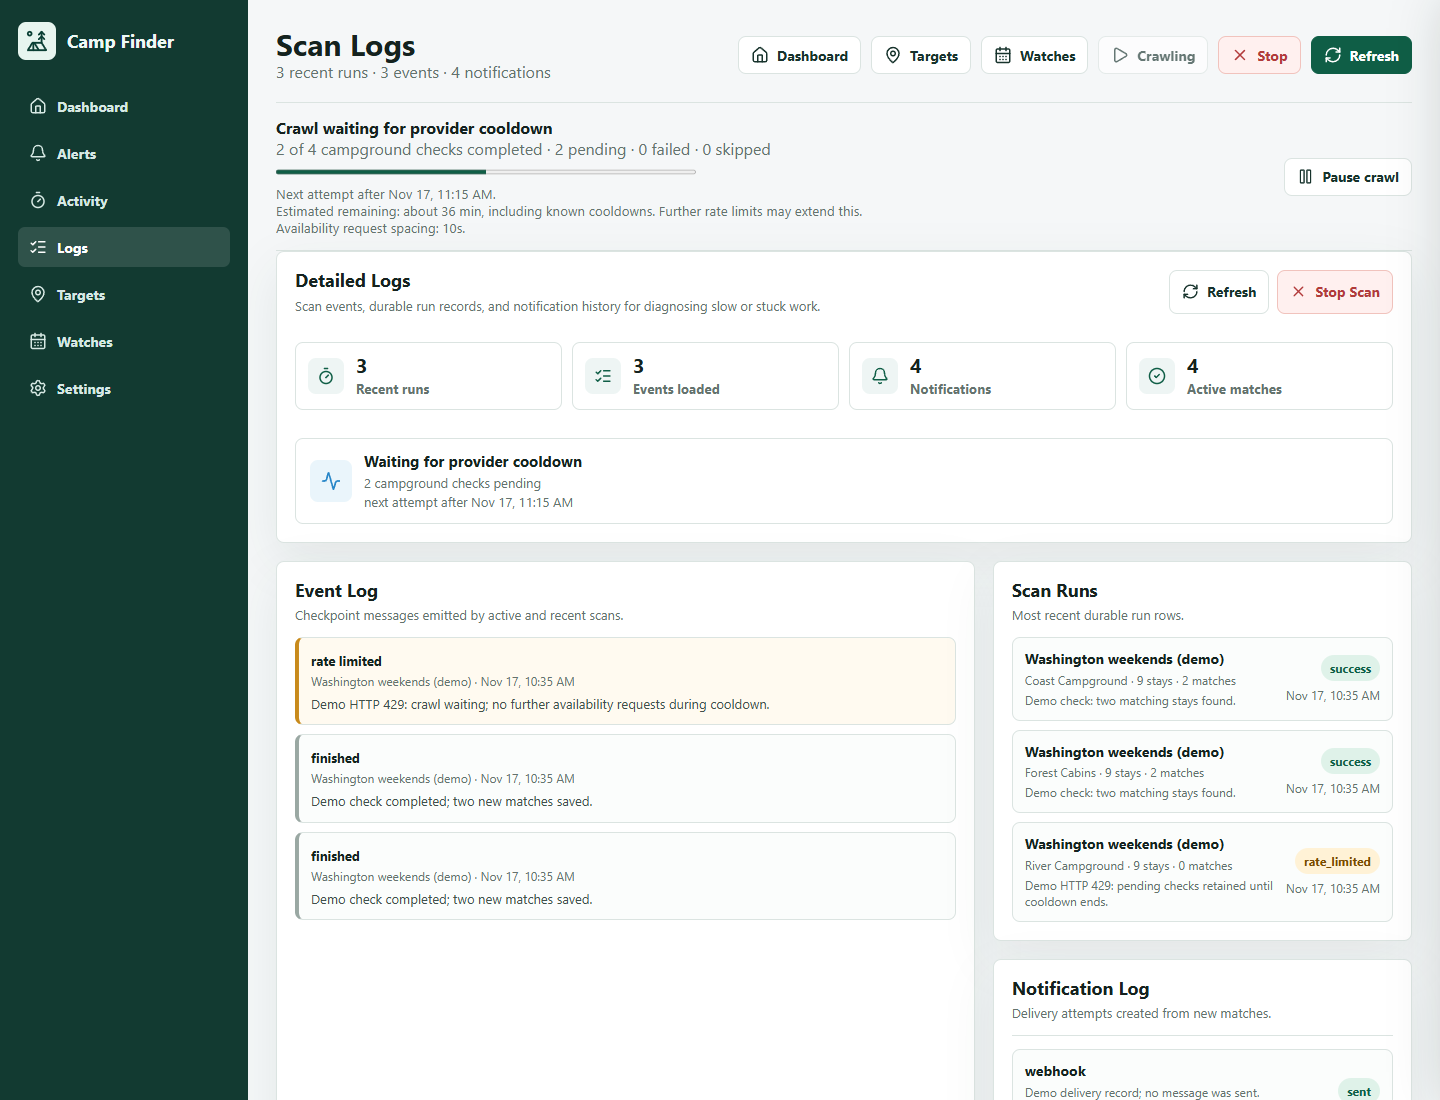 Camp Finder
Dashboard
Alerts
Activity
Logs
Targets
Watches
Settings
Scan Logs
3 recent runs · 3 events · 4 notifications
Dashboard
Targets
Watches
Crawling
Stop
Refresh
Crawl waiting for provider cooldown
2 of 4 campground checks completed · 2 pending · 0 failed · 0 skipped
Next attempt after Nov 17, 11:15 AM.
Estimated remaining: about 36 min, including known cooldowns. Further rate limits may extend this.
Availability request spacing: 10s.
Pause crawl
Detailed Logs
Scan events, durable run records, and notification history for diagnosing slow or stuck work.
Refresh
Stop Scan
3
Recent runs
3
Events loaded
4
Notifications
4
Active matches
Waiting for provider cooldown
2 campground checks pending
next attempt after Nov 17, 11:15 AM
Event Log
Checkpoint messages emitted by active and recent scans.
rate limited
Washington weekends (demo) · Nov 17, 10:35 AM
Demo HTTP 429: crawl waiting; no further availability requests during cooldown.
finished
Washington weekends (demo) · Nov 17, 10:35 AM
Demo check completed; two new matches saved.
finished
Washington weekends (demo) · Nov 17, 10:35 AM
Demo check completed; two new matches saved.
Scan Runs
Most recent durable run rows.
Washington weekends (demo)
Coast Campground · 9 stays · 2 matches
Demo check: two matching stays found.
success
Nov 17, 10:35 AM
Washington weekends (demo)
Forest Cabins · 9 stays · 2 matches
Demo check: two matching stays found.
success
Nov 17, 10:35 AM
Washington weekends (demo)
River Campground · 9 stays · 0 matches
Demo HTTP 429: pending checks retained until
cooldown ends.
rate_limited
Nov 17, 10:35 AM
Notification Log
Delivery attempts created from new matches.
webhook
Demo delivery record; no message was sent.
sent